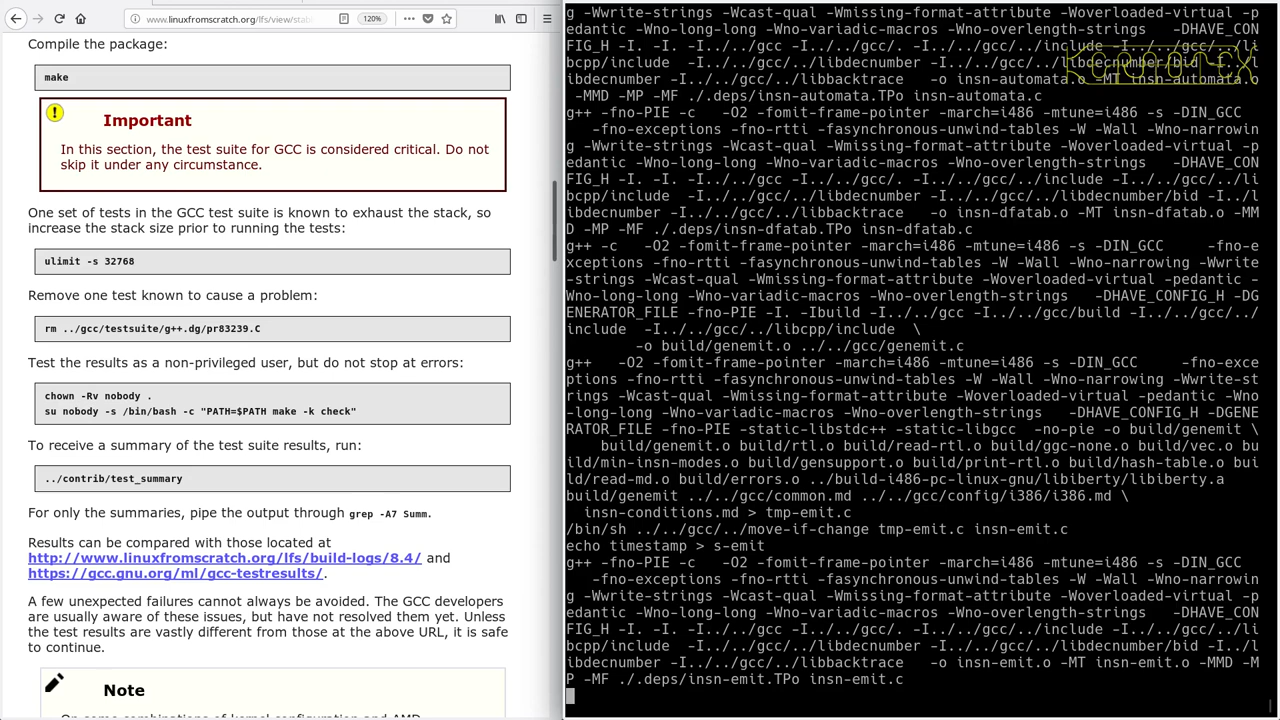 www.linuxfromscratch.org/lfs/view/stab
120%
Compile the package:
make
Important
In this section, the test suite for GCC is considered critical. Do not
skip it under any circumstance.
One set of tests in the GCC test suite is known to exhaust the stack, so
increase the stack size prior to running the tests:
ulimit -s 32768
Remove one test known to cause a problem:
rm ../gcc/testsuite/g++.dg/pr83239.C
Test the results as a non-privileged user, but do not stop at errors:
chown -Rv nobody .
su nobody -s /bin/bash -c "PATH=$PATH make -k check"
To receive a summary of the test suite results, run:
../contrib/test_summary
For only the summaries, pipe the output through grep -A7 Summ.
Results can be compared with those located at
http://www.linuxfromscratch.org/lfs/build-logs/8.4/ and
https://gcc.gnu.org/ml/gcc-testresults/.
A few unexpected failures cannot always be avoided. The GCC developers
are usually aware of these issues, but have not resolved them yet. Unless
the test results are vastly different from those at the above URL, it is safe
to continue.
Note
On some combinations of kernel configuration and AMD
g -Wwrite-strings -Wcast-qual -Wmissing-format-attribute -Woverloaded-virtual -p
edantic -Wno-long-long -Wno-variadic-macros -Wno-overlength-strings   -DHAVE_CON
FIG_H -I. -I. -I../../gcc -I../../gcc/. -I../../gcc/../include -I../../gcc/../li
bcpp/include  -I../../gcc/../libdecnumber -I../../gcc/../libdecnumber/bid -I../l
ibdecnumber -I../../gcc/../libbacktrace   -o insn-automata.o -MT insn-automata.o
 -MMD -MP -MF ./.deps/insn-automata.TPo insn-automata.c
g++ -fno-PIE -c   -O2 -fomit-frame-pointer -march=i486 -mtune=i486 -s -DIN_GCC
   -fno-exceptions -fno-rtti -fasynchronous-unwind-tables -W -Wall -Wno-narrowin
g -Wwrite-strings -Wcast-qual -Wmissing-format-attribute -Woverloaded-virtual -p
edantic -Wno-long-long -Wno-variadic-macros -Wno-overlength-strings   -DHAVE_CON
FIG_H -I. -I. -I../../gcc -I../../gcc/. -I../../gcc/../include -I../../gcc/../li
bcpp/include  -I../../gcc/../libdecnumber -I../../gcc/../libdecnumber/bid -I../l
ibdecnumber -I../../gcc/../libbacktrace   -o insn-dfatab.o -MT insn-dfatab.o -MM
D -MP -MF ./.deps/insn-dfatab.TPo insn-dfatab.c
g++ -c   -O2 -fomit-frame-pointer -march=i486 -mtune=i486 -s -DIN_GCC     -fno-e
xceptions -fno-rtti -fasynchronous-unwind-tables -W -Wall -Wno-narrowing -Wwrite
-strings -Wcast-qual -Wmissing-format-attribute -Woverloaded-virtual -pedantic -
Wno-long-long -Wno-variadic-macros -Wno-overlength-strings   -DHAVE_CONFIG_H -DG
ENERATOR_FILE -fno-PIE -I. -Ibuild -I../../gcc -I../../gcc/build -I../../gcc/../
include  -I../../gcc/../libcpp/include  \
        -o build/genemit.o ../../gcc/genemit.c
g++   -O2 -fomit-frame-pointer -march=i486 -mtune=i486 -s -DIN_GCC     -fno-exce
ptions -fno-rtti -fasynchronous-unwind-tables -W -Wall -Wno-narrowing -Wwrite-st
rings -Wcast-qual -Wmissing-format-attribute -Woverloaded-virtual -pedantic -Wno
-long-long -Wno-variadic-macros -Wno-overlength-strings   -DHAVE_CONFIG_H -DGENE
RATOR_FILE -fno-PIE -static-libstdc++ -static-libgcc  -no-pie -o build/genemit \
    build/genemit.o build/rtl.o build/read-rtl.o build/ggc-none.o build/vec.o bu
ild/min-insn-modes.o build/gensupport.o build/print-rtl.o build/hash-table.o bui
ld/read-md.o build/errors.o ../build-i486-pc-linux-gnu/libiberty/libiberty.a
build/genemit ../../gcc/common.md ../../gcc/config/i386/i386.md \
  insn-conditions.md > tmp-emit.c
/bin/sh ../../gcc/../move-if-change tmp-emit.c insn-emit.c
echo timestamp > s-emit
g++ -fno-PIE -c   -O2 -fomit-frame-pointer -march=i486 -mtune=i486 -s -DIN_GCC
   -fno-exceptions -fno-rtti -fasynchronous-unwind-tables -W -Wall -Wno-narrowin
g -Wwrite-strings -Wcast-qual -Wmissing-format-attribute -Woverloaded-virtual -p
edantic -Wno-long-long -Wno-variadic-macros -Wno-overlength-strings   -DHAVE_CON
FIG_H -I. -I. -I../../gcc -I../../gcc/. -I../../gcc/../include -I../../gcc/../li
bcpp/include  -I../../gcc/../libdecnumber -I../../gcc/../libdecnumber/bid -I../l
ibdecnumber -I../../gcc/../libbacktrace   -o insn-emit.o -MT insn-emit.o -MMD -M
P -MF ./.deps/insn-emit.TPo insn-emit.c